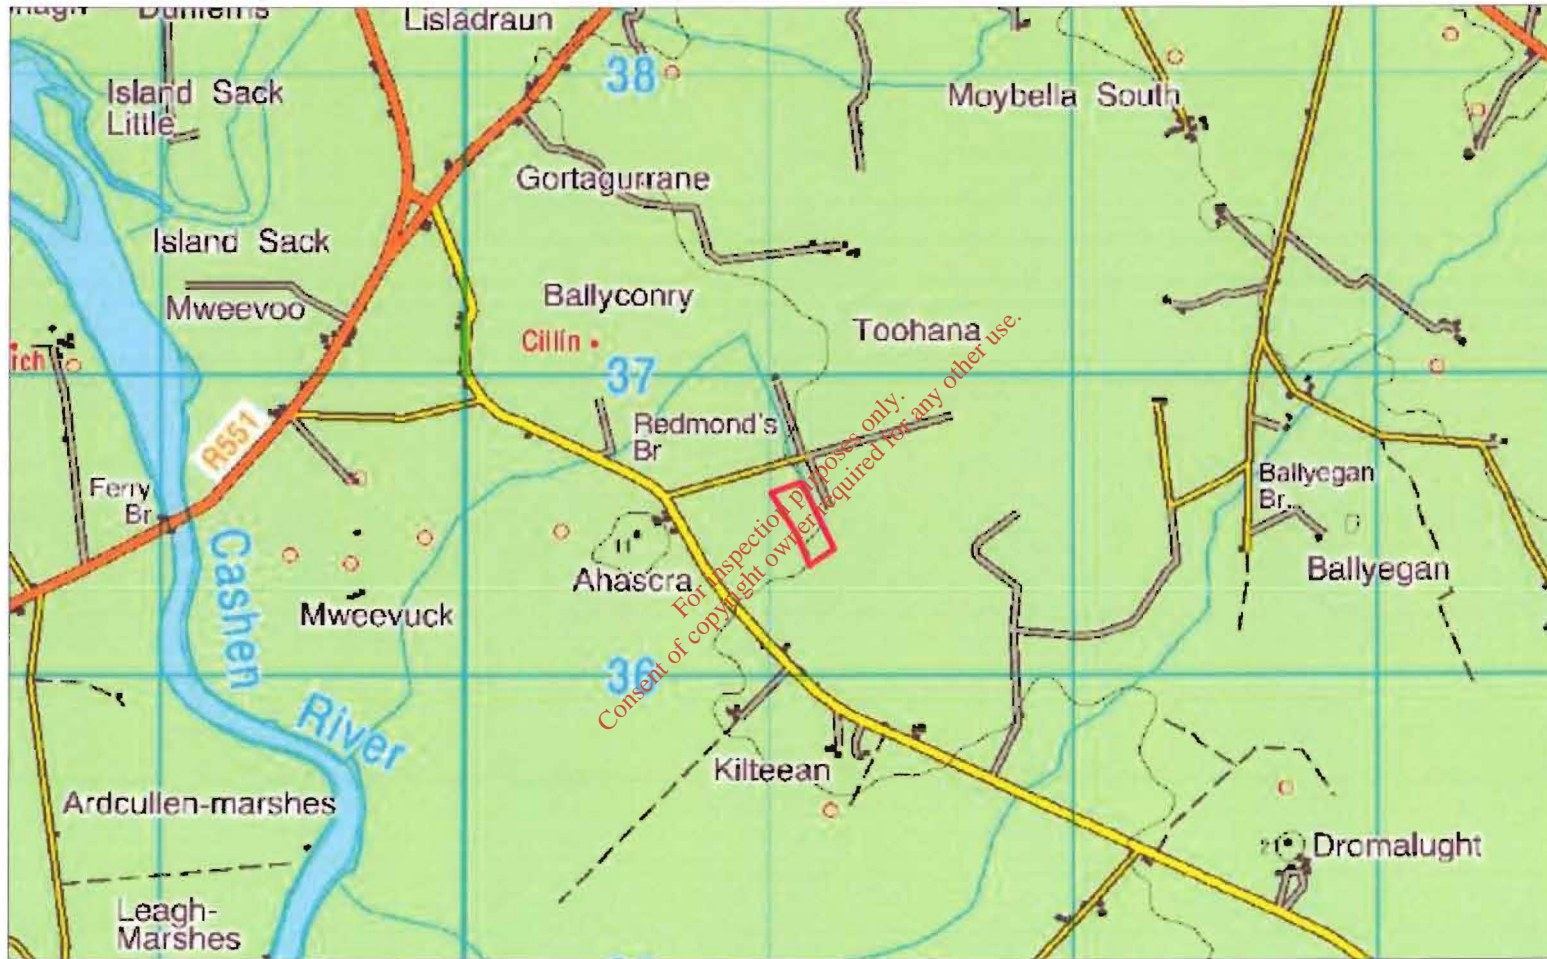 Lisladraun
38
Island Sack
Little
Moybella South
Gortagurrane
Island Sack
Ballyconry
Mweevoo
Toohana
Cillín
37
Redmond's
Br
R551
Ferry
Br
Ballyegan
Br
11
Cashen
River
Ahascra
Ballyegan
Mweevuck
36
Kilteean
Ardcullen-marshes
Dromalught
Leagh-
Marshes
For inspection purposes only.
Consent of copyright owner required for any other use.